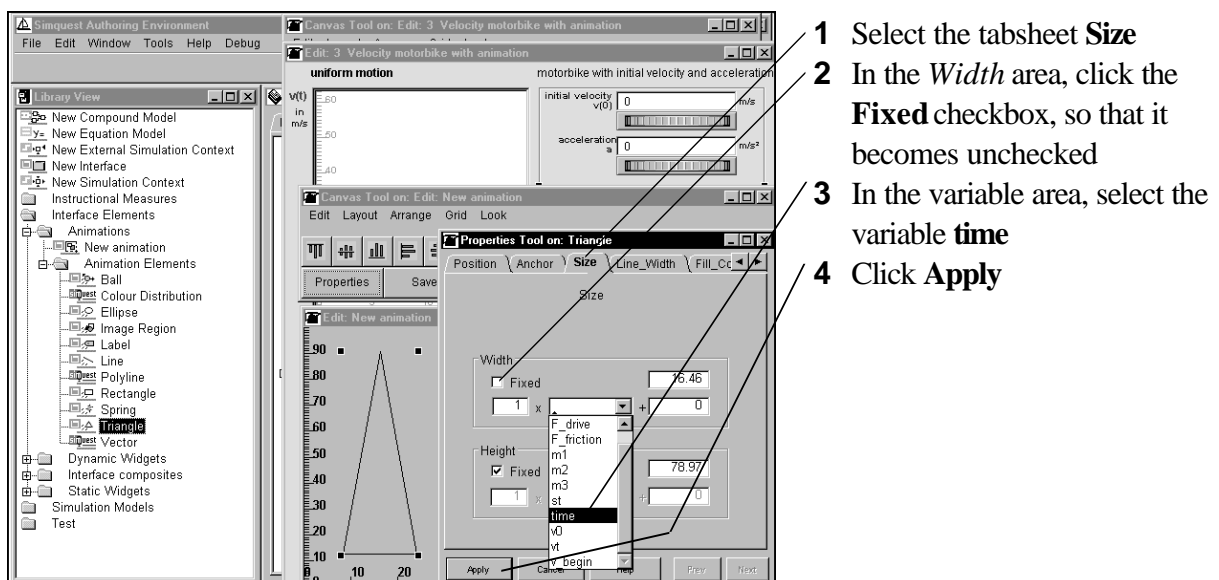 Simquest Authoring Environment
File Edit Window Tools Help Debug
Canvas Tool on: Edit: 3 Velocity motorbike with animation
Edit: 3 Velocity motorbike with animation
uniform motion
motorbike with initial velocity and acceleration
v(t)
in
m/s
60
50
40
initial velocity
v(0)
0
m/s
acceleration
a
0
m/s²
Library View
New Compound Model
New Equation Model
New External Simulation Context
New Interface
New Simulation Context
Instructional Measures
Interface Elements
Animations
New animation
Animation Elements
Ball
Colour Distribution
Ellipse
Image Region
Label
Line
Polyline
Rectangle
Spring
Triangle
Vector
Dynamic Widgets
Interface composites
Static Widgets
Simulation Models
Test
Canvas Tool on: Edit: New animation
Edit Layout Arrange Grid Look
Properties Save
Edit: New animation
90
80
70
60
50
40
30
20
10
0
10 20
Properties Tool on: Triangle
Position Anchor Size Line_Width Fill_Cc
Size
Width
Fixed 16.46
1 x + 0
F_drive
F_friction
m1
m2
m3
st
time
v0
vt
v_begin
Height
Fixed 78.97
1 x + 0
Apply Cancel Help Prev Next
1 Select the tabsheet Size
2 In the Width area, click the
Fixed checkbox, so that it
becomes unchecked
3 In the variable area, select the
variable time
4 Click Apply